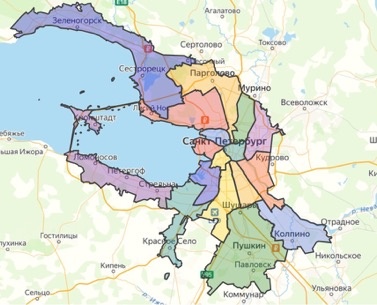 Агалатово
Зеленогорск
Сертолово
Токсово
Сестрорецк
Парголово
Мурино
Всеволожск
Санкт-Петербург
Кудрово
Ломоносов
Петергоф
Стрельна
Шушары
Отрадное
Колпино
Гостилицы
Красное Село
Пушкин
Никольское
Кипень
Павловск
Сельцо
Ульяновка
Коммунар